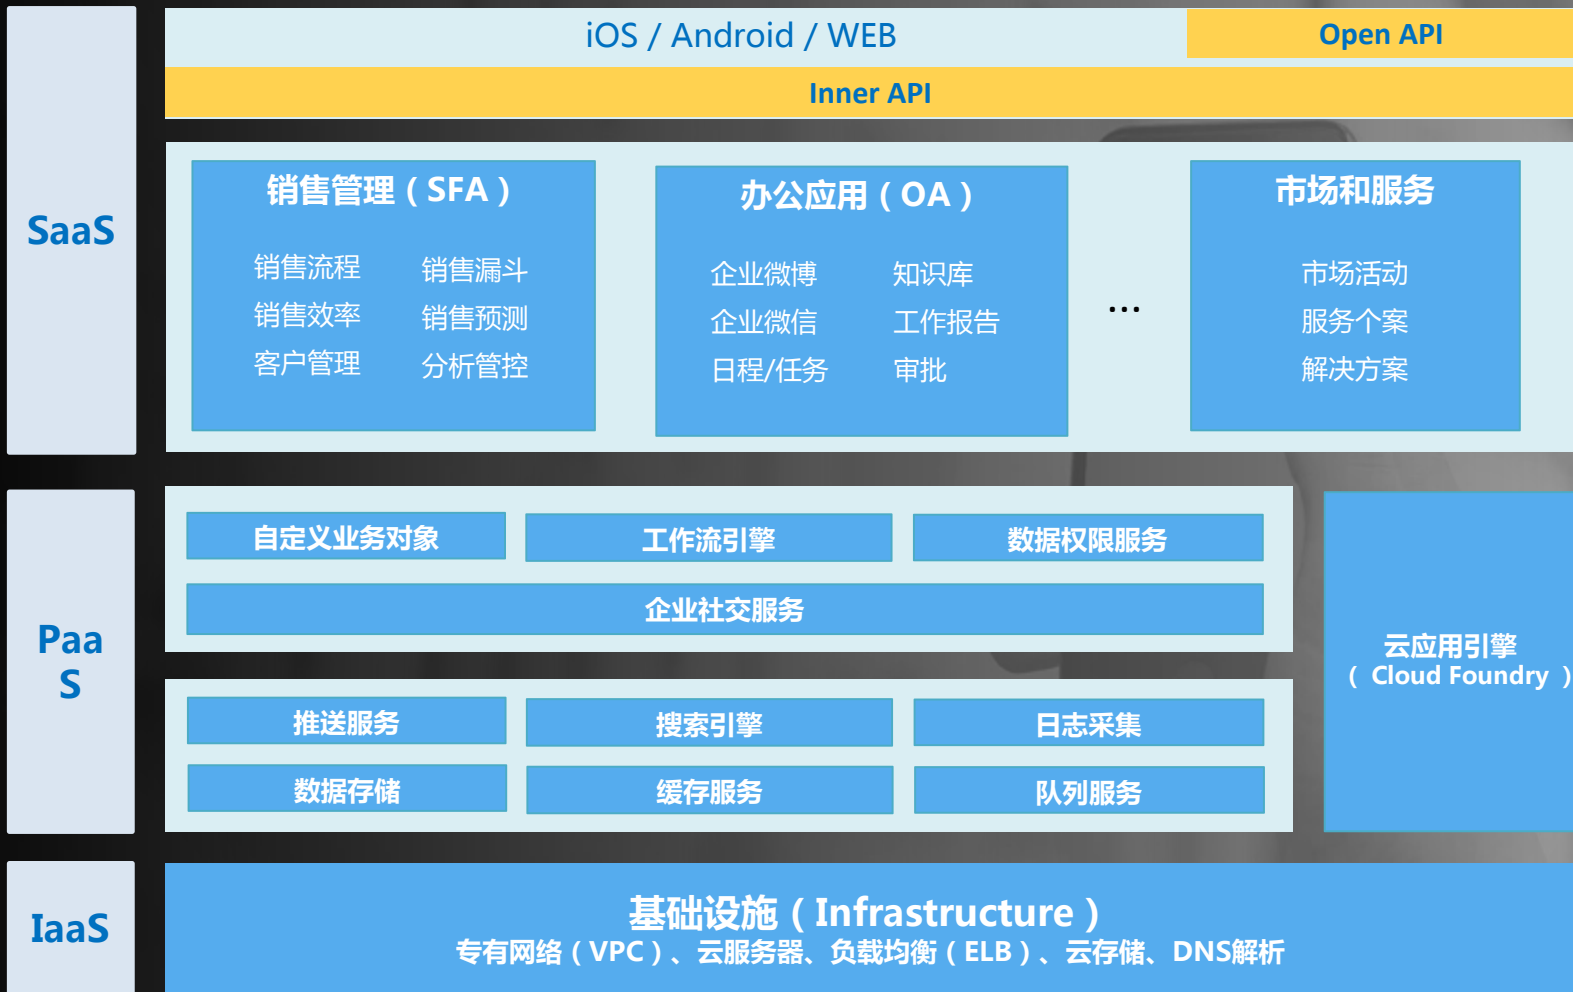 iOS / Android / WEB
Open API
Inner API
SaaS
销售管理（SFA）
销售流程
销售漏斗
销售效率
销售预测
客户管理
分析管控
办公应用（OA）
企业微博
知识库
企业微信
工作报告
日程/任务
审批
...
市场和服务
市场活动
服务个案
解决方案
Paa
S
自定义业务对象
工作流引擎
数据权限服务
企业社交服务
推送服务
搜索引擎
日志采集
数据存储
缓存服务
队列服务
云应用引擎
（ Cloud Foundry ）
IaaS
基础设施（Infrastructure）
专有网络（VPC）、云服务器、负载均衡（ELB）、云存储、DNS解析